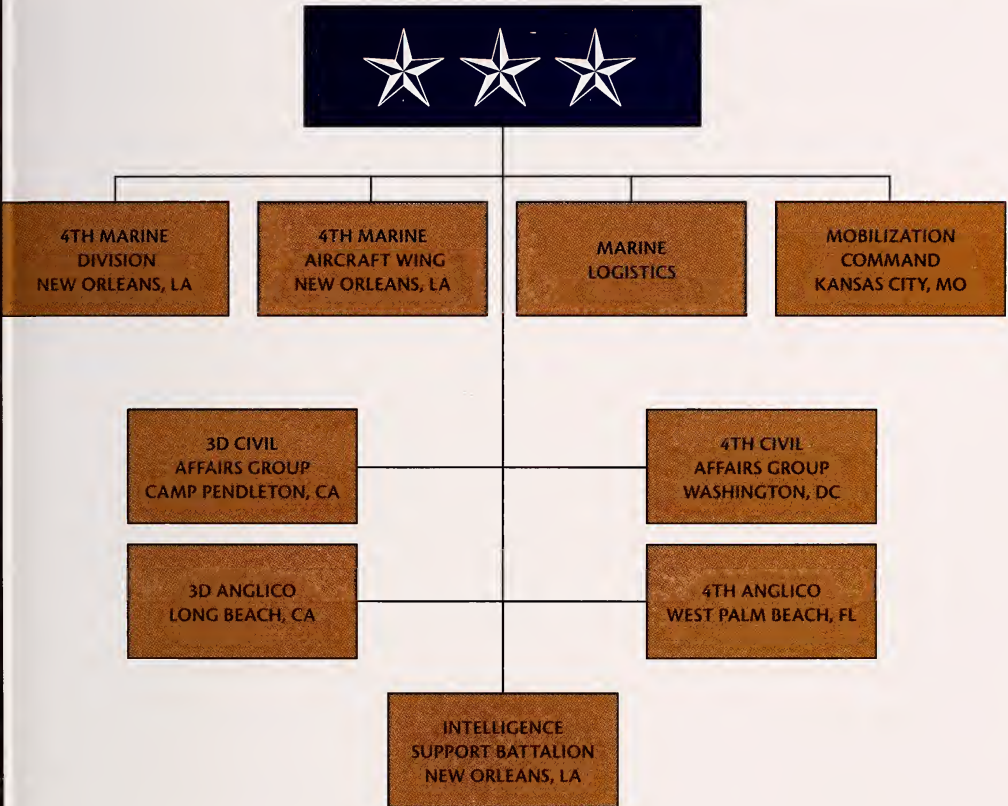 4TH MARINE
DIVISION
NEW ORLEANS, LA
4TH MARINE
AIRCRAFT WING
NEW ORLEANS, LA
MARINE
LOGISTICS
MOBILIZATION
COMMAND
KANSAS CITY, MO
3D CIVIL
AFFAIRS GROUP
CAMP PENDLETON, CA
4TH CIVIL
AFFAIRS GROUP
WASHINGTON, DC
3D ANGLICO
LONG BEACH, CA
4TH ANGLICO
WEST PALM BEACH, FL
INTELLIGENCE
SUPPORT BATTALION
NEW ORLEANS, LA